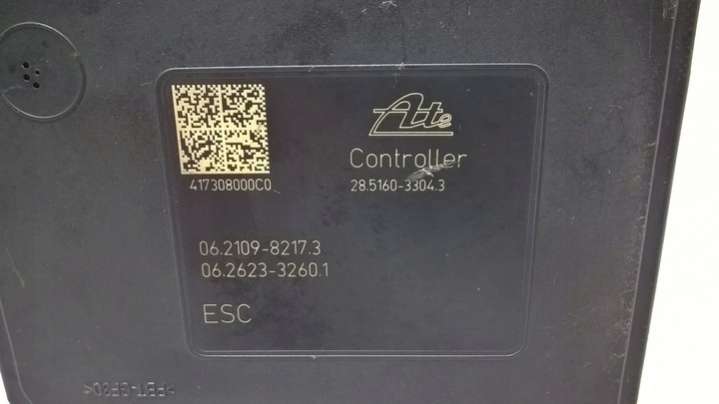 Ate
Controller
417308000C0
28.5160-3304.3
06.2109-8217.3
06.2623-3260.1
ESC